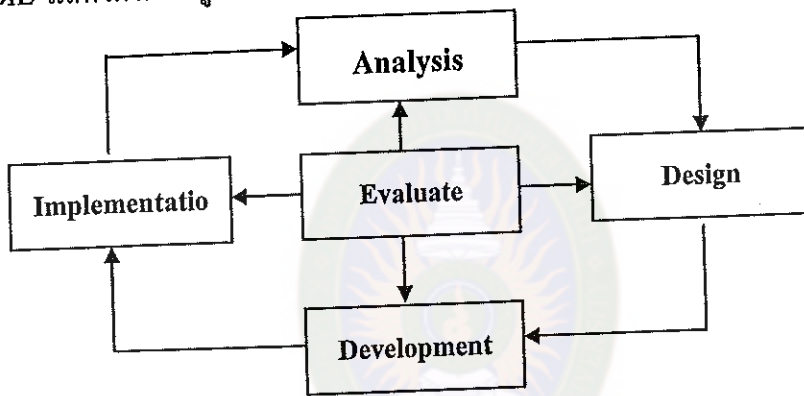 Analysis
Implementatio
Evaluate
Design
Development